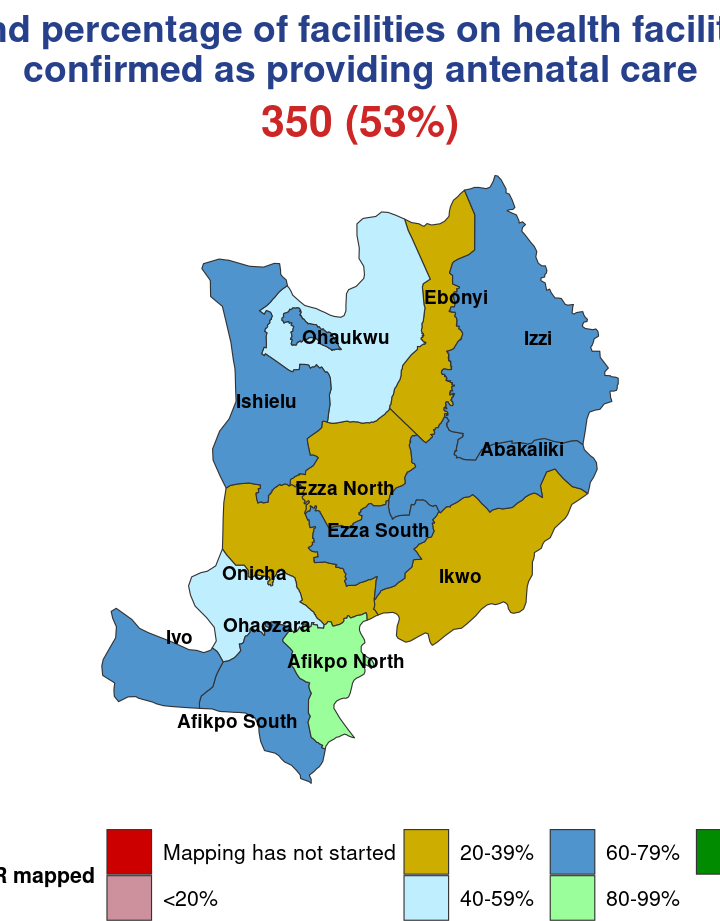 percentage of facilities on health
confirmed as providing antenatal care
350 (53%)
Ebonyi
Ohaukwu
Izzi
Ishielu
Abakaliki
Ezza North
Ezza South
Onicha
Ikwo
Ohaozara
Ivo
Afikpo North
Afikpo South
mapped
Mapping has not started
<20%
20-39%
40-59%
60-79%
80-99%